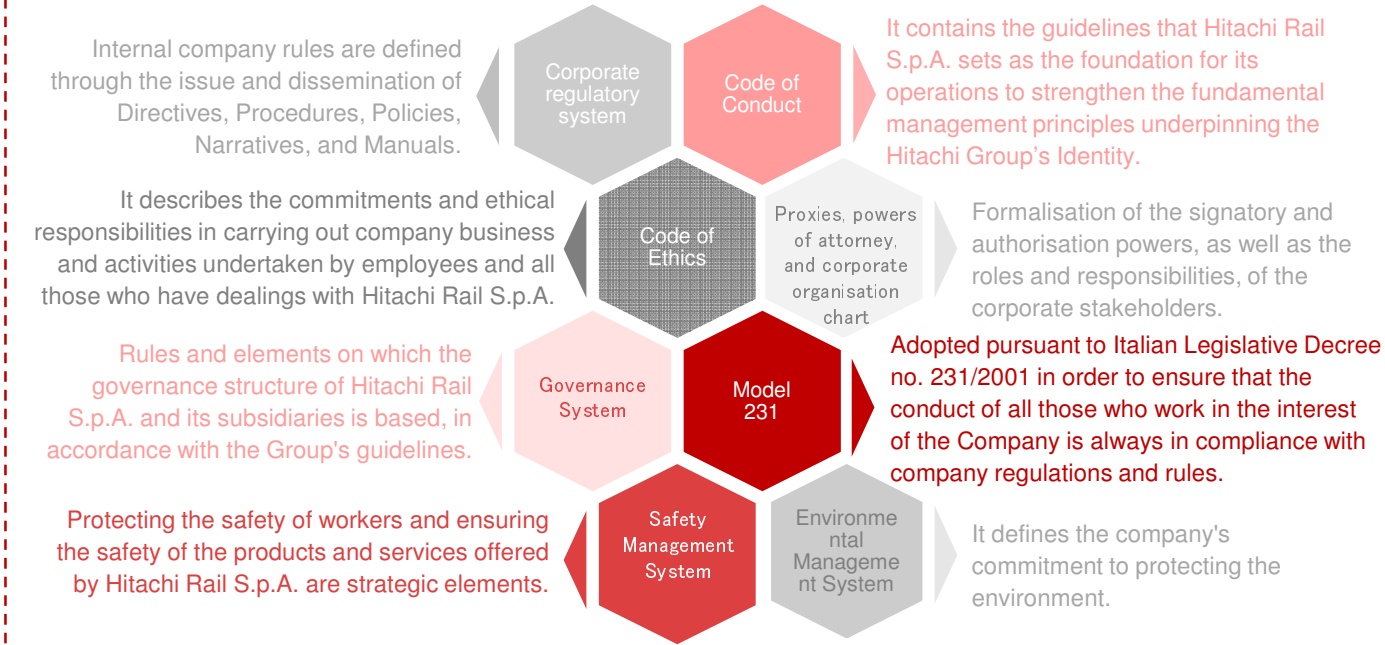 Internal company rules are defined
through the issue and dissemination of
Directives, Procedures, Policies,
Narratives, and Manuals.
Corporate
regulatory
system
Code of
Conduct
It contains the guidelines that Hitachi Rail
S.p.A. sets as the foundation for its
operations to strengthen the fundamental
management principles underpinning the
Hitachi Group's Identity.
It describes the commitments and ethical
responsibilities in carrying out company business
and activities undertaken by employees and all
those who have dealings with Hitachi Rail S.p.A.
Code of
Ethics
Proxies, powers
of attorney,
and corporate
organisation
chart
Formalisation of the signatory and
authorisation powers, as well as the
roles and responsibilities, of the
corporate stakeholders.
Rules and elements on which the
governance structure of Hitachi Rail
S.p.A. and its subsidiaries is based, in
accordance with the Group's guidelines.
Governance
System
Model
231
Adopted pursuant to Italian Legislative Decree
no. 231/2001 in order to ensure that the
conduct of all those who work in the interest
of the Company is always in compliance with
company regulations and rules.
Protecting the safety of workers and ensuring
the safety of the products and services offered
by Hitachi Rail S.p.A. are strategic elements.
Safety
Management
System
Environme
ntal
Manageme
nt System
It defines the company's
commitment to protecting the
environment.